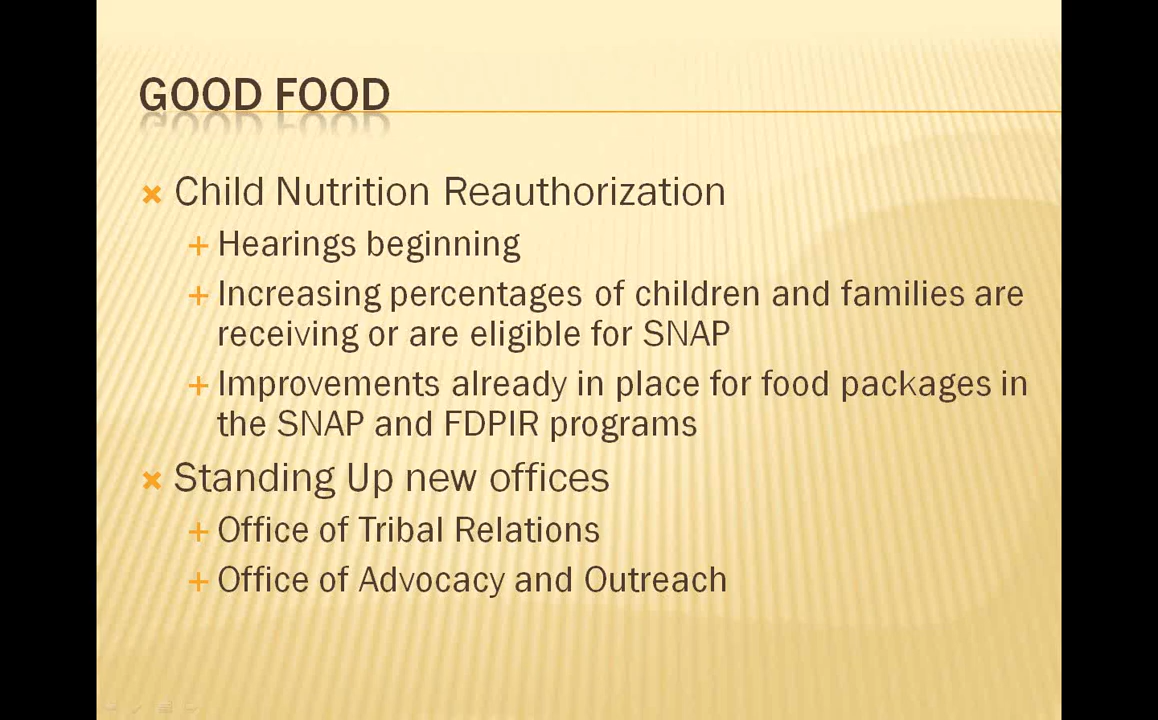 GOOD FOOD
Child Nutrition Reauthorization
Hearings beginning
Increasing percentages of children and families are
receiving or are eligible for SNAP
Improvements already in place for food packages in
the SNAP and FDPIR programs
Standing Up new offices
Office of Tribal Relations
Office of Advocacy and Outreach